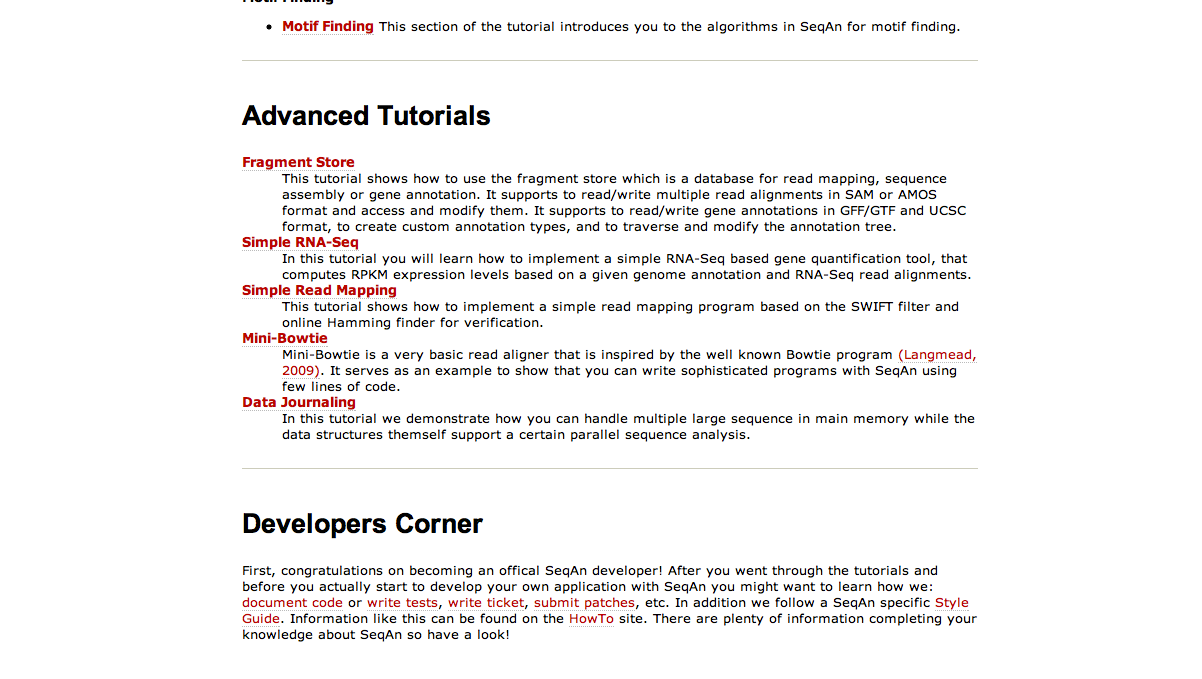 Motif Finding This section of the tutorial introduces you to the algorithms in SeqAn for motif finding.
Advanced Tutorials
Fragment Store
This tutorial shows how to use the fragment store which is a database for read mapping, sequence
assembly or gene annotation. It supports to read/write multiple read alignments in SAM or AMOS
format and access and modify them. It supports to read/write gene annotations in GFF/GTF and UCSC
format, to create custom annotation types, and to traverse and modify the annotation tree.
Simple RNA-Seq
In this tutorial you will learn how to implement a simple RNA-Seq based gene quantification tool, that
computes RPKM expression levels based on a given genome annotation and RNA-Seq read alignments.
Simple Read Mapping
This tutorial shows how to implement a simple read mapping program based on the SWIFT filter and
online Hamming finder for verification.
Mini-Bowtie
Mini-Bowtie is a very basic read aligner that is inspired by the well known Bowtie program (Langmead,
2009). It serves as an example to show that you can write sophisticated programs with SeqAn using
few lines of code.
Data Journaling
In this tutorial we demonstrate how you can handle multiple large sequence in main memory while the
data structures themself support a certain parallel sequence analysis.
Developers Corner
First, congratulations on becoming an offical SeqAn developer! After you went through the tutorials and
before you actually start to develop your own application with SeqAn you might want to learn how we:
document code or write tests, write ticket, submit patches, etc. In addition we follow a SeqAn specific Style
Guide. Information like this can be found on the HowTo site. There are plenty of information completing your
knowledge about SeqAn so have a look!